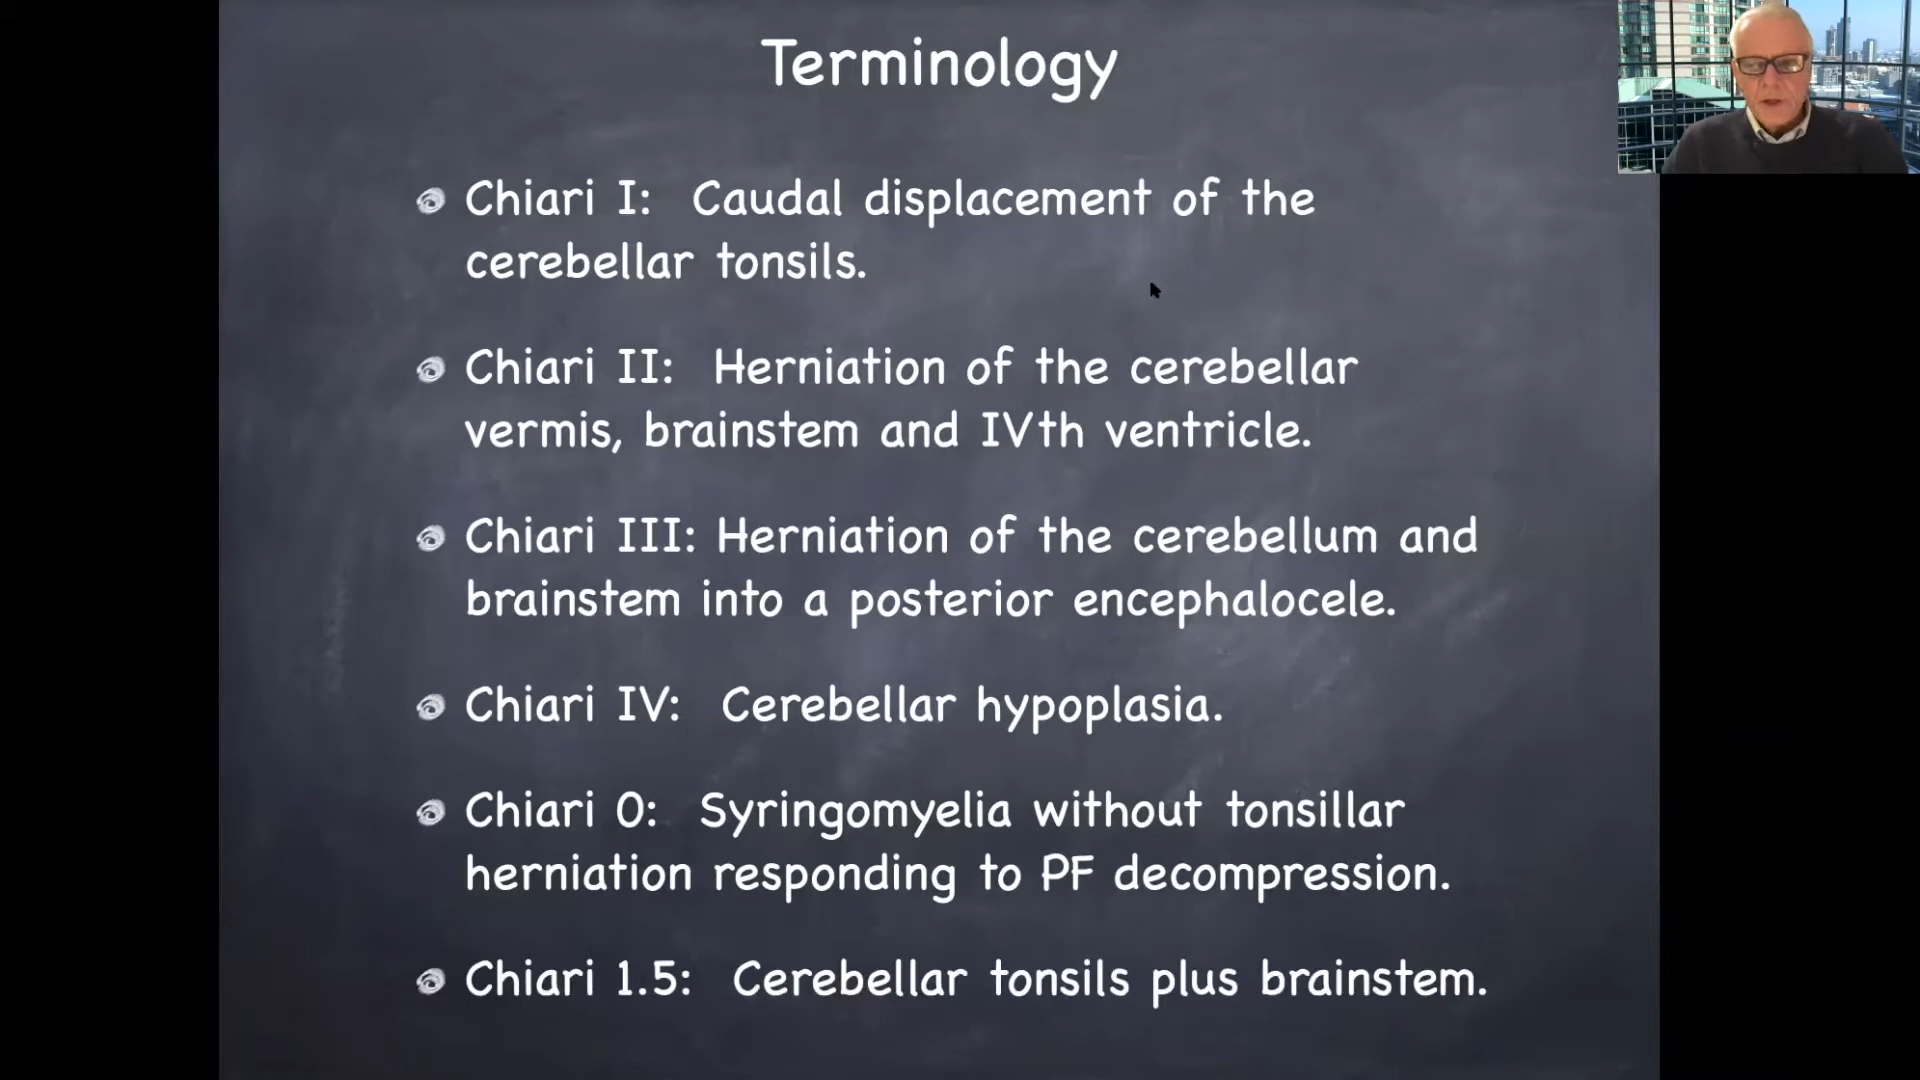 Terminology
Chiari I: Caudal displacement of the
cerebellar tonsils.
Chiari II: Herniation of the cerebellar
vermis, brainstem and IVth ventricle.
Chiari III: Herniation of the cerebellum and
brainstem into a posterior encephalocele.
Chiari IV: Cerebellar hypoplasia.
Chiari 0: Syringomyelia without tonsillar
herniation responding to PF decompression.
Chiari 1.5: Cerebellar tonsils plus brainstem.